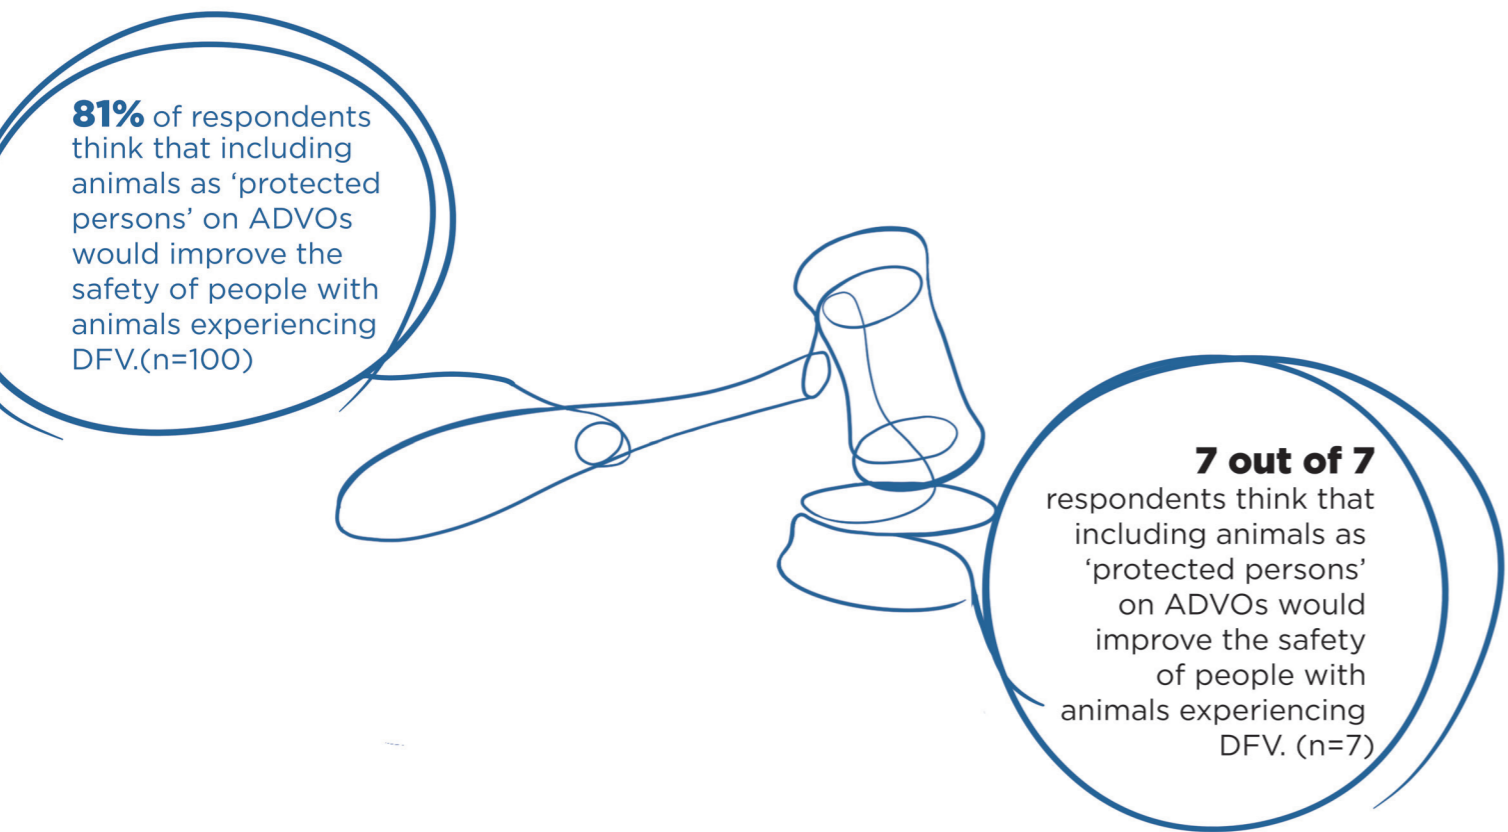 81% of respondents
think that including
animals as ‘protected
persons’ on ADVOs
would improve the
safety of people with
animals experiencing
DFV.(n=100)
7 out of 7
respondents think that
including animals as
‘protected persons’
on ADVOs would
improve the safety
of people with
animals experiencing
DFV. (n=7)